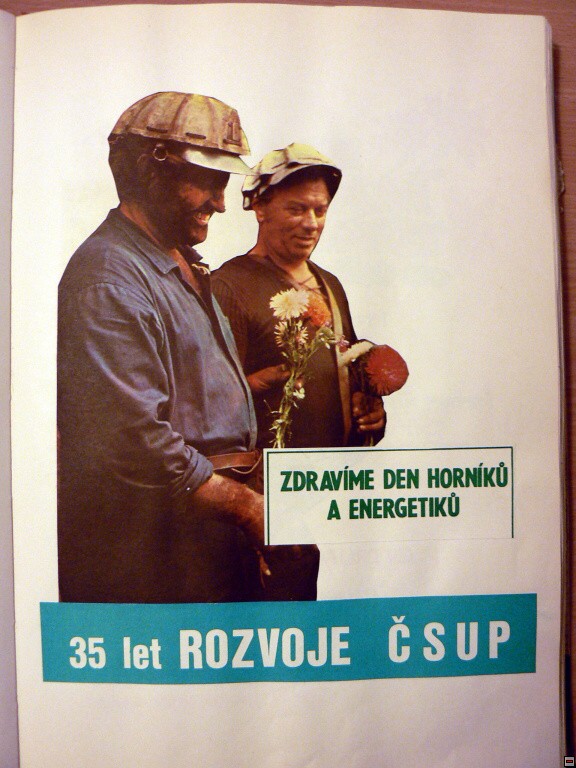 ZDRAVÍME DEN HORNÍKŮ
A ENERGETIKŮ
35 let ROZVOJE ČSUP